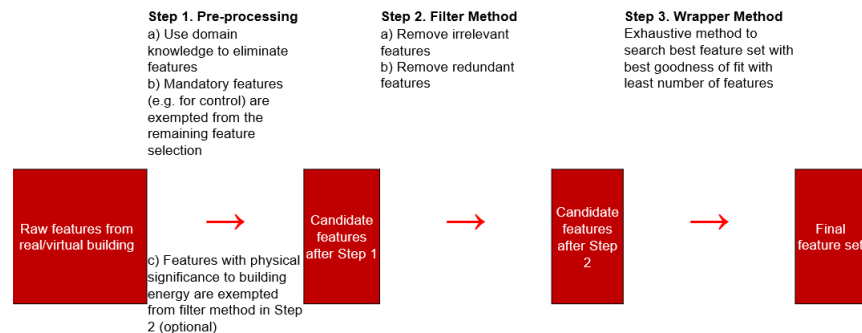 Step 1. Pre-processing
a) Use domain
knowledge to eliminate
features
b) Mandatory features
(e.g. for control) are
exempted from the
remaining feature
selection
Step 2. Filter Method
a) Remove irrelevant
features
b) Remove redundant
features
Step 3. Wrapper Method
Exhaustive method to
search best feature set with
best goodness of fit with
least number of features
Raw features from
real/virtual building
c) Features with physical
significance to building
energy are exempted
from filter method in Step
2 (optional)
Candidate
features
after Step 1
Candidate
features
after Step
2
Final
feature set